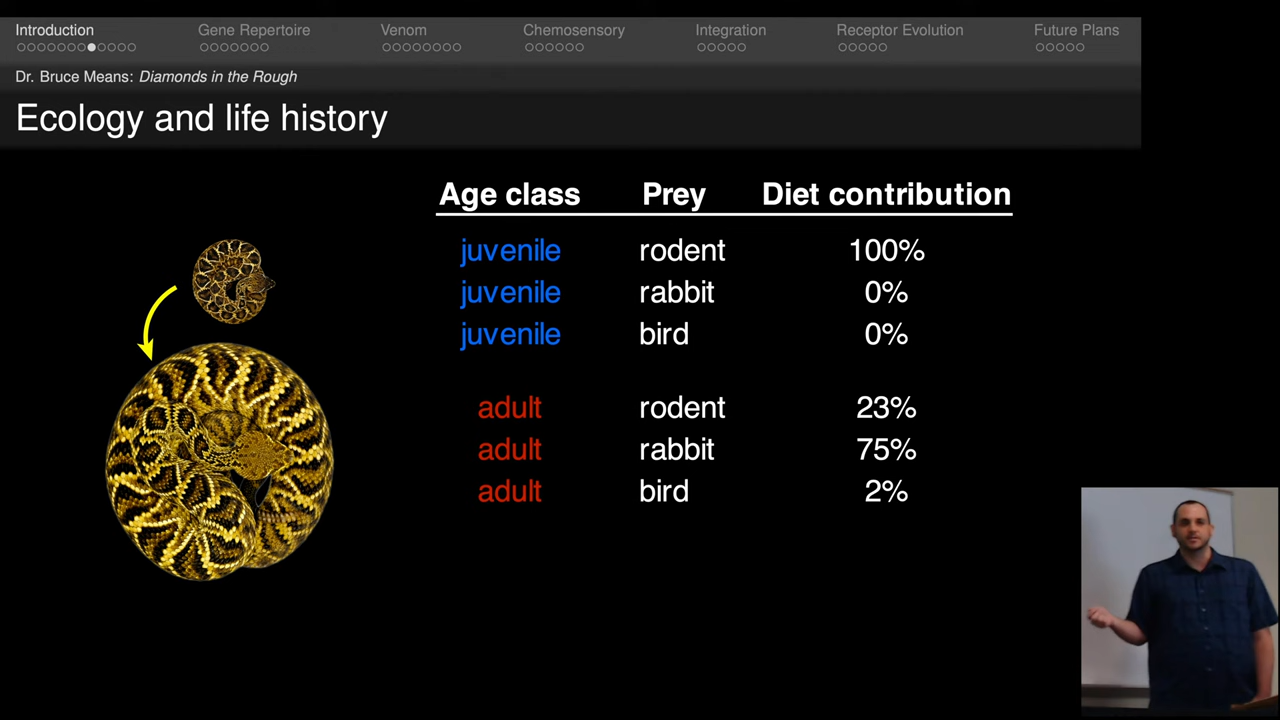 Introduction Gene Repertoire Venom Chemosensory Integration Receptor Evolution Future Plans
Dr. Bruce Means: Diamonds in the Rough
Ecology and life history
Age class Prey Diet contribution
juvenile rodent 100%
juvenile rabbit 0%
juvenile bird 0%
adult rodent 23%
adult rabbit 75%
adult bird 2%